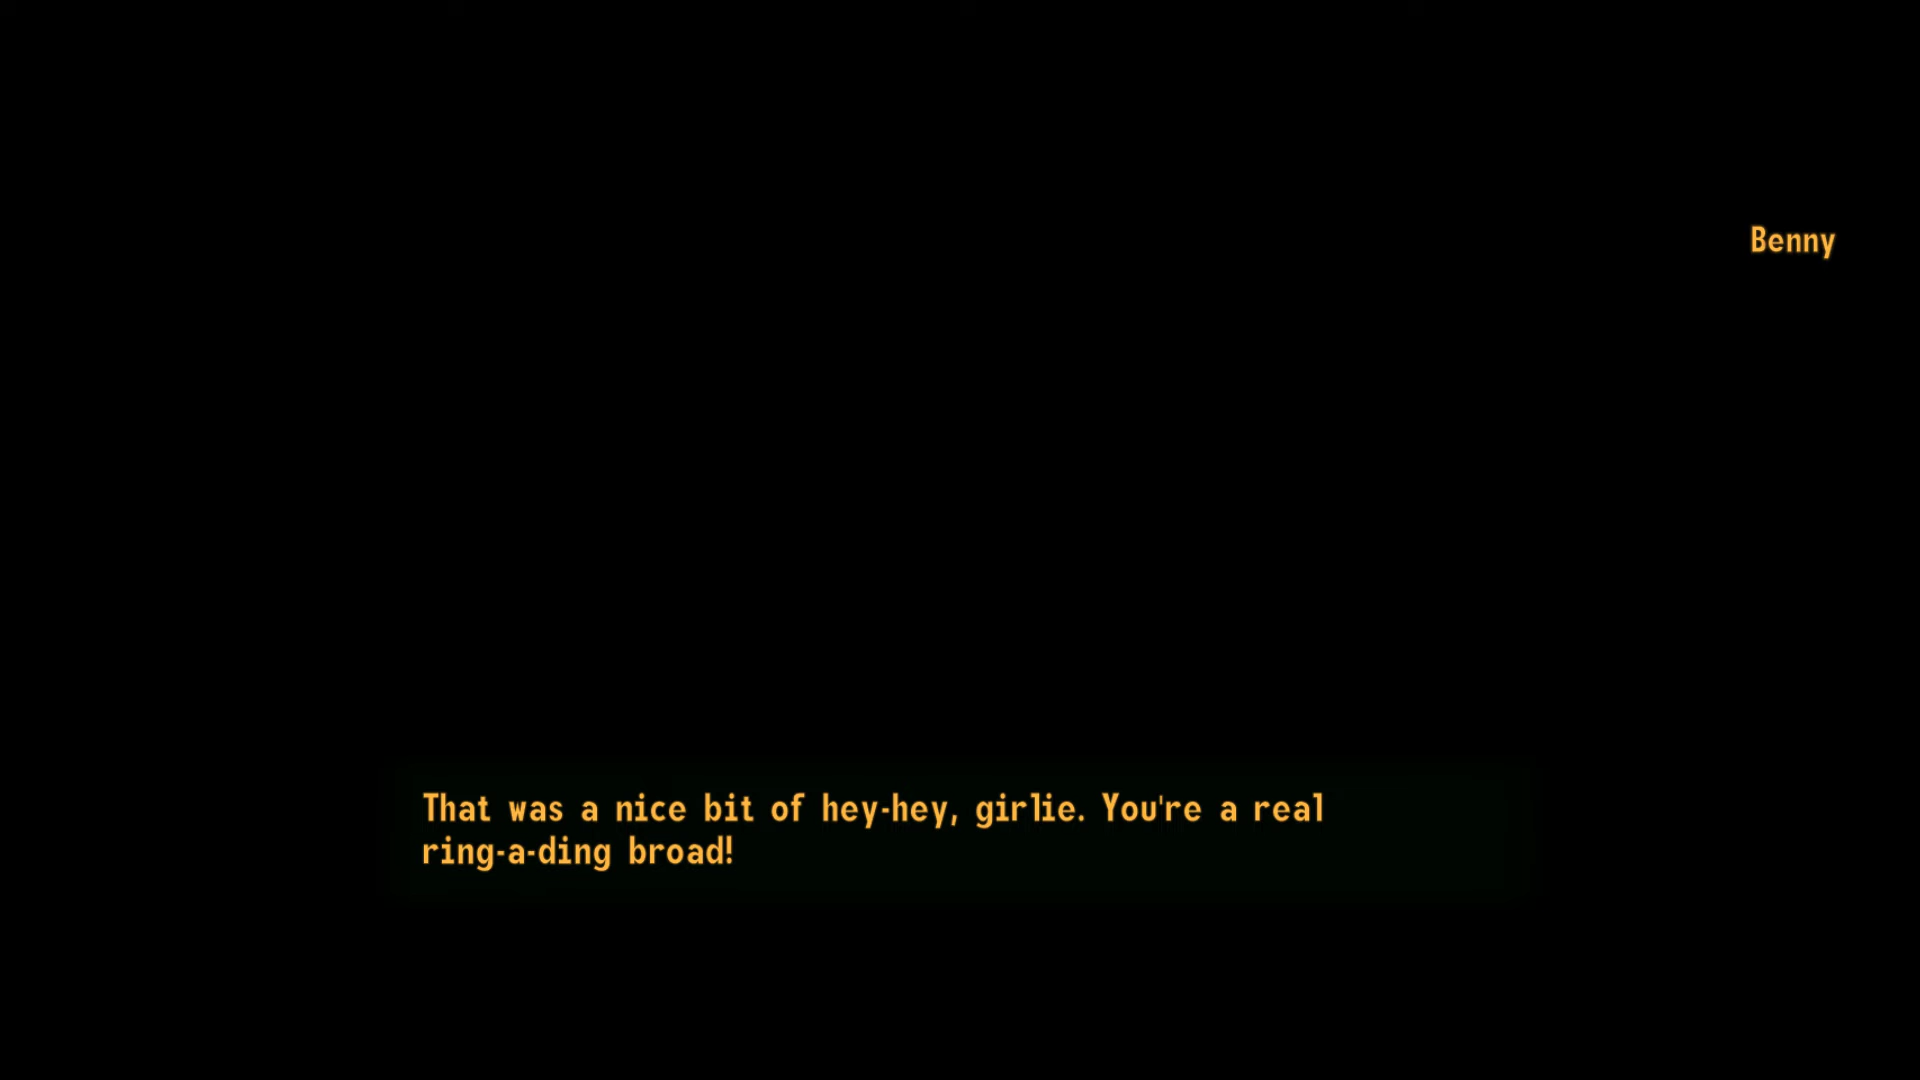 Benny
That was a nice bit of hey-hey, girlie. You're a real
ring-a-ding broad!